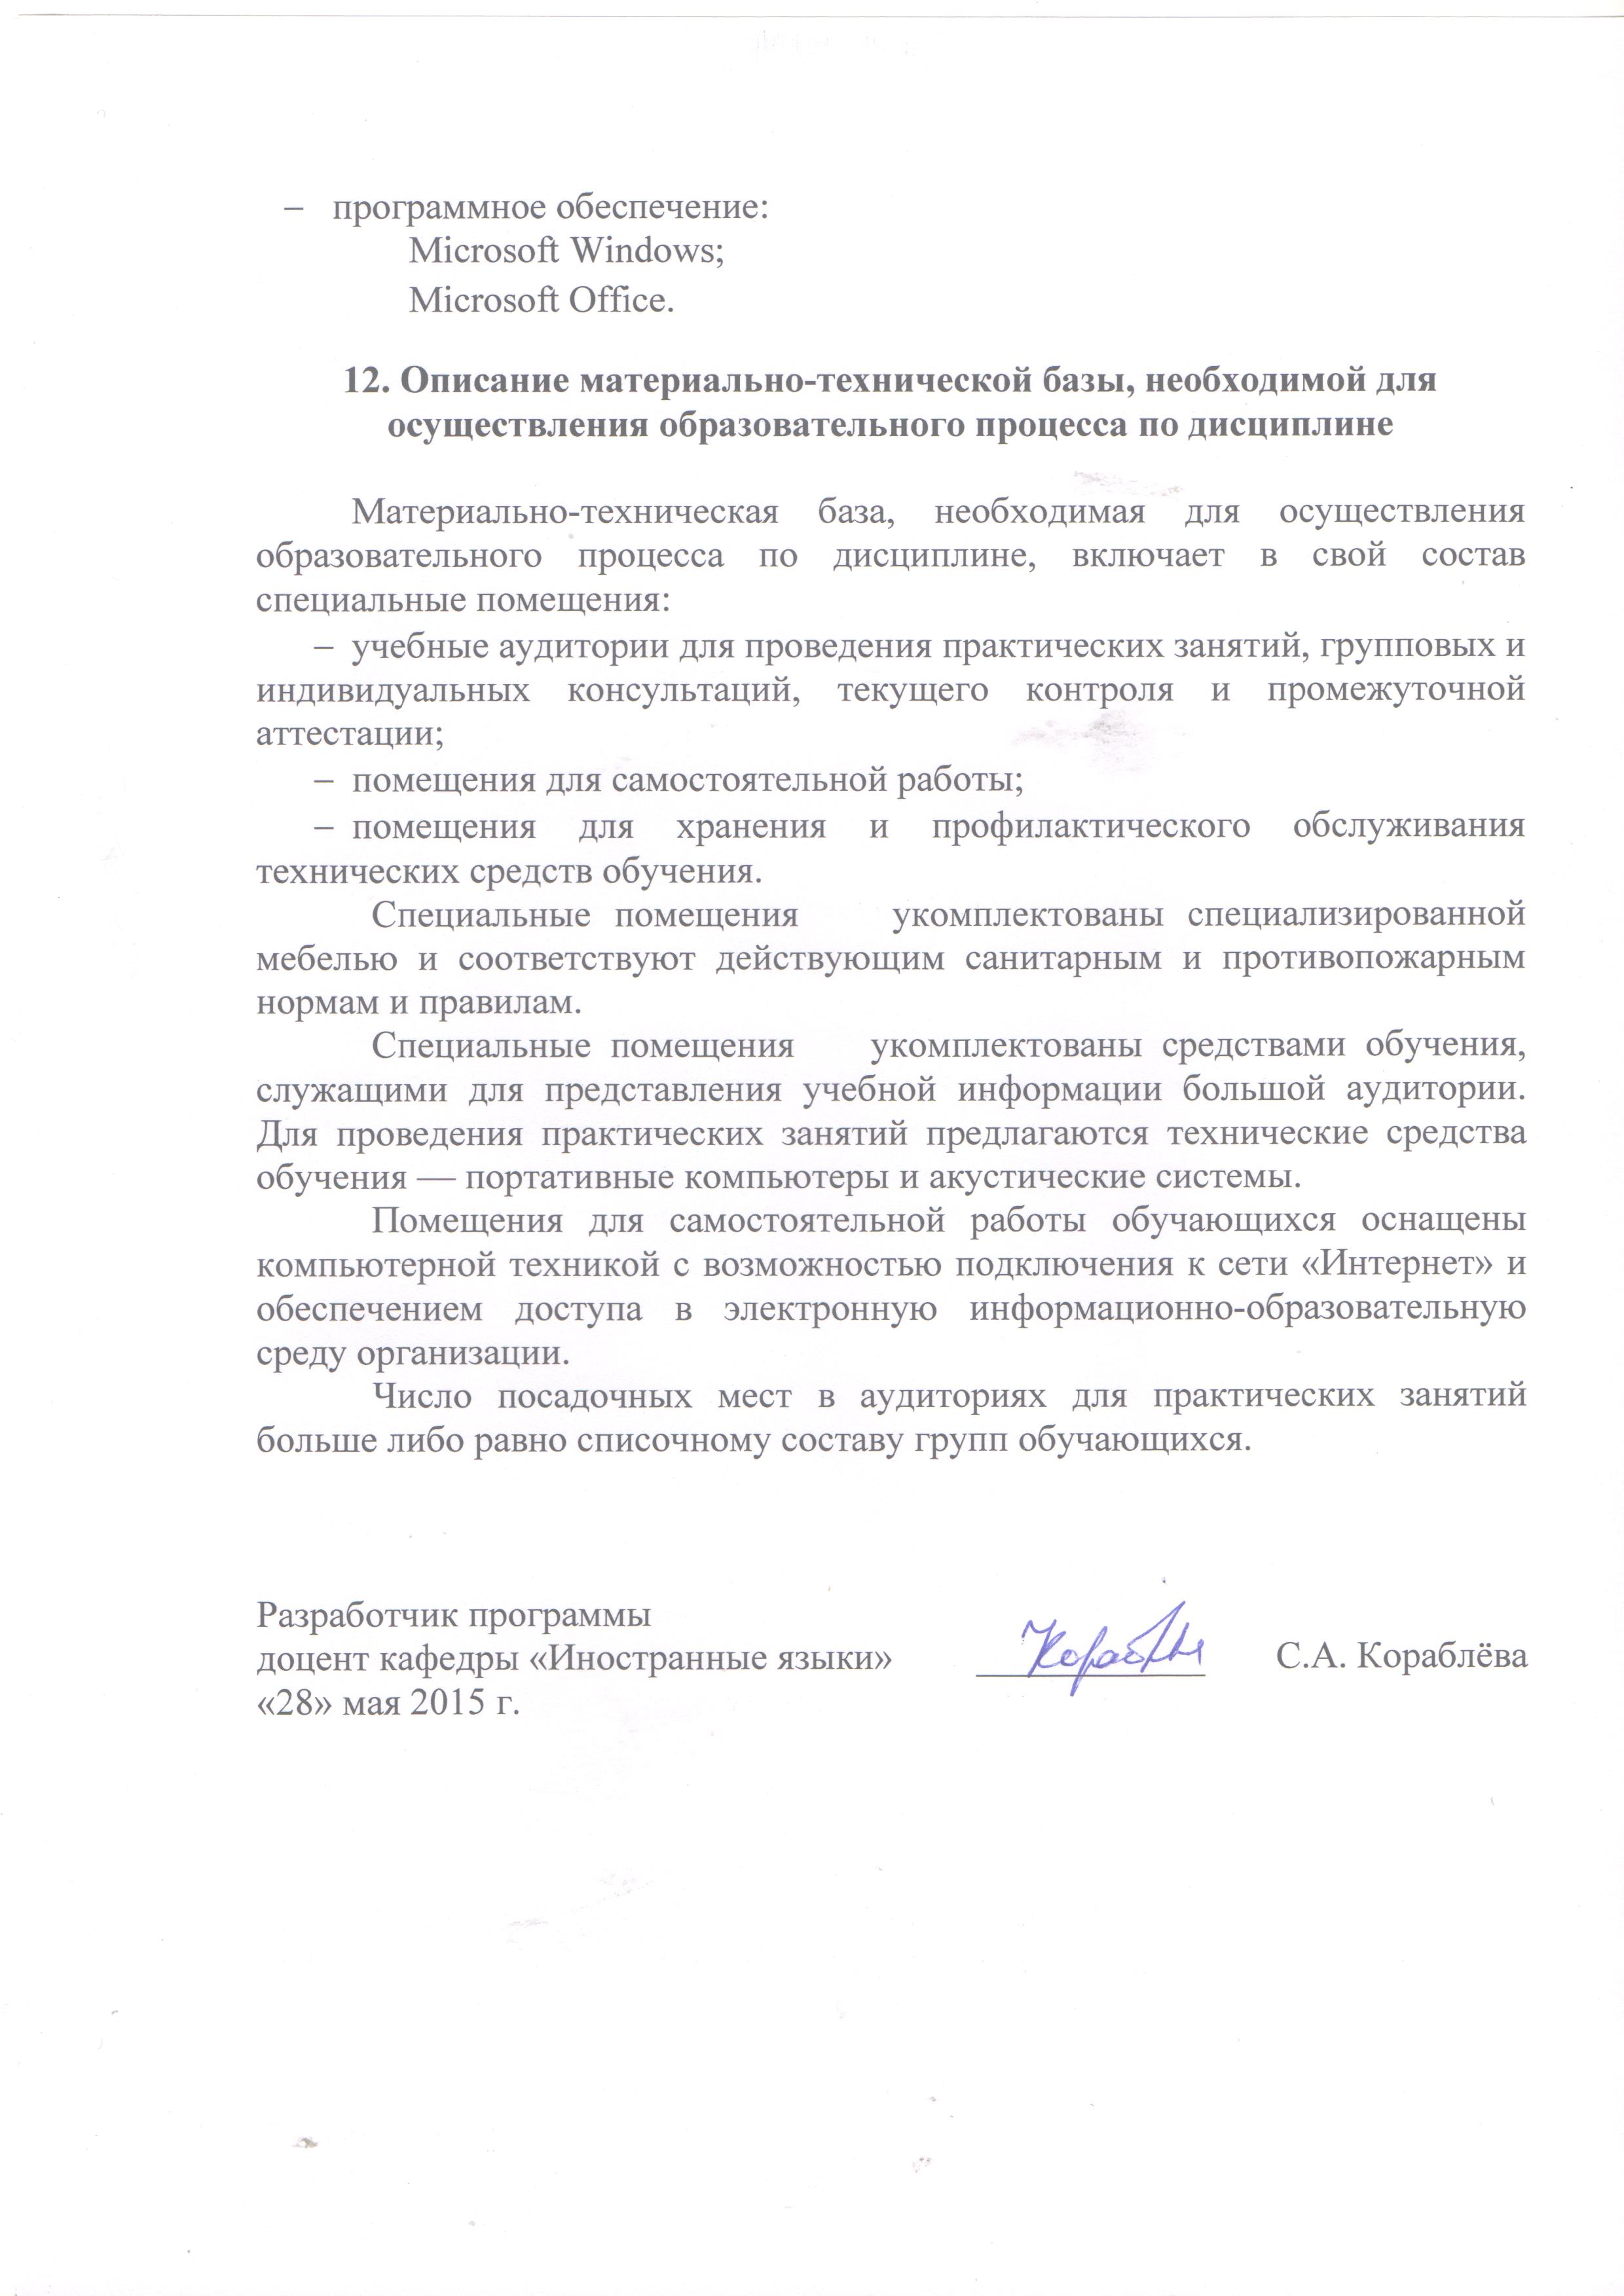 – программное обеспечение:
Microsoft Windows;
Microsoft Office.
12. Описание материально-технической базы, необходимой для
осуществления образовательного процесса по дисциплине
Материально-техническая база, необходимая для осуществления
образовательного процесса по дисциплине, включает в свой состав
специальные помещения:
– учебные аудитории для проведения практических занятий, групповых и
индивидуальных консультаций, текущего контроля и промежуточной
аттестации;
– помещения для самостоятельной работы;
– помещения для хранения и профилактического обслуживания
технических средств обучения.
Специальные помещения укомплектованы специализированной
мебелью и соответствуют действующим санитарным и противопожарным
нормам и правилам.
Специальные помещения укомплектованы средствами обучения,
служащими для представления учебной информации большой аудитории.
Для проведения практических занятий предлагаются технические средства
обучения — портативные компьютеры и акустические системы.
Помещения для самостоятельной работы обучающихся оснащены
компьютерной техникой с возможностью подключения к сети «Интернет» и
обеспечением доступа в электронную информационно-образовательную
среду организации.
Число посадочных мест в аудиториях для практических занятий
больше либо равно списочному составу групп обучающихся.
Разработчик программы
доцент кафедры «Иностранные языки» С.А. Кораблёва
«28» мая 2015 г.